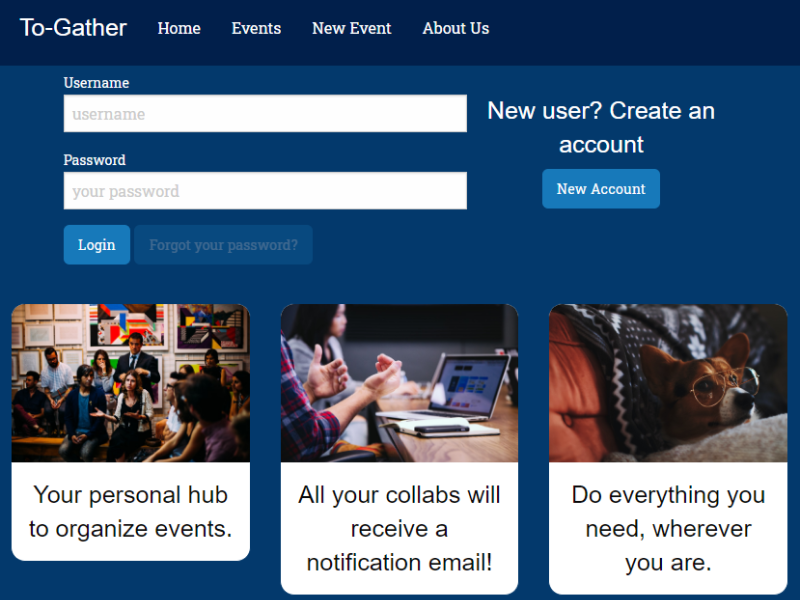 To-Gather Home Events New Event About Us
Username
username
New user? Create an
account
Password
your password
New Account
Login Forgot your password?
Your personal hub
to organize events.
All your collabs will
receive a
notification email!
Do everything you
need, wherever
you are.